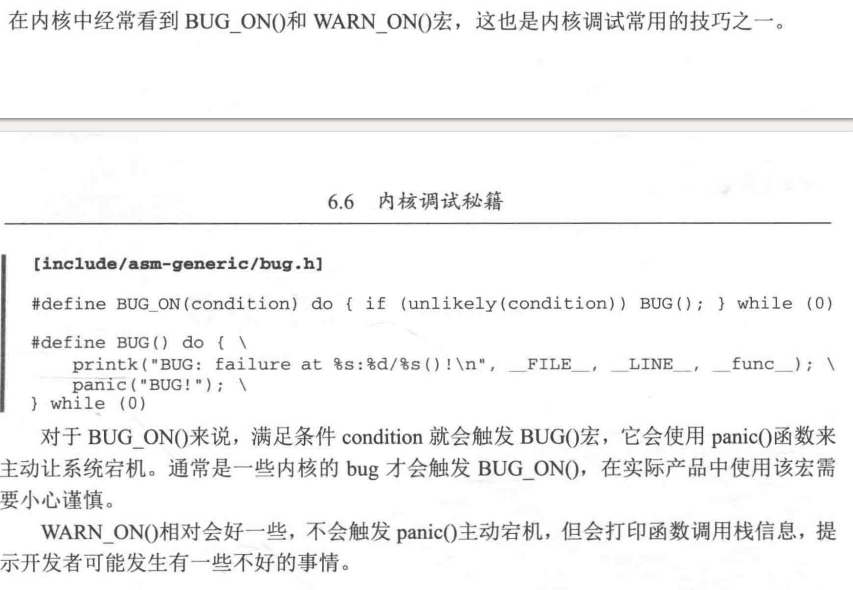 在内核中经常看到 BUG_ON()和 WARN_ON()宏，这也是内核调试常用的技巧之一。
6.6 内核调试秘籍
[include/asm-generic/bug.h]
#define BUG_ON(condition) do { if (unlikely(condition)) BUG(); } while (0)
#define BUG() do { \
printk("BUG: failure at %s:%d/%s()!\n", __FILE__, __LINE__, __func__); \
panic("BUG!"); \
} while (0)
对于 BUG_ON()来说，满足条件 condition 就会触发 BUG()宏，它会使用 panic()函数来
主动让系统宕机。通常是一些内核的 bug 才会触发 BUG_ON()，在实际产品中使用该宏需
要小心谨慎。
WARN_ON()相对会好一些，不会触发 panic()主动宕机，但会打印函数调用栈信息，提
示开发者可能发生有一些不好的事情。